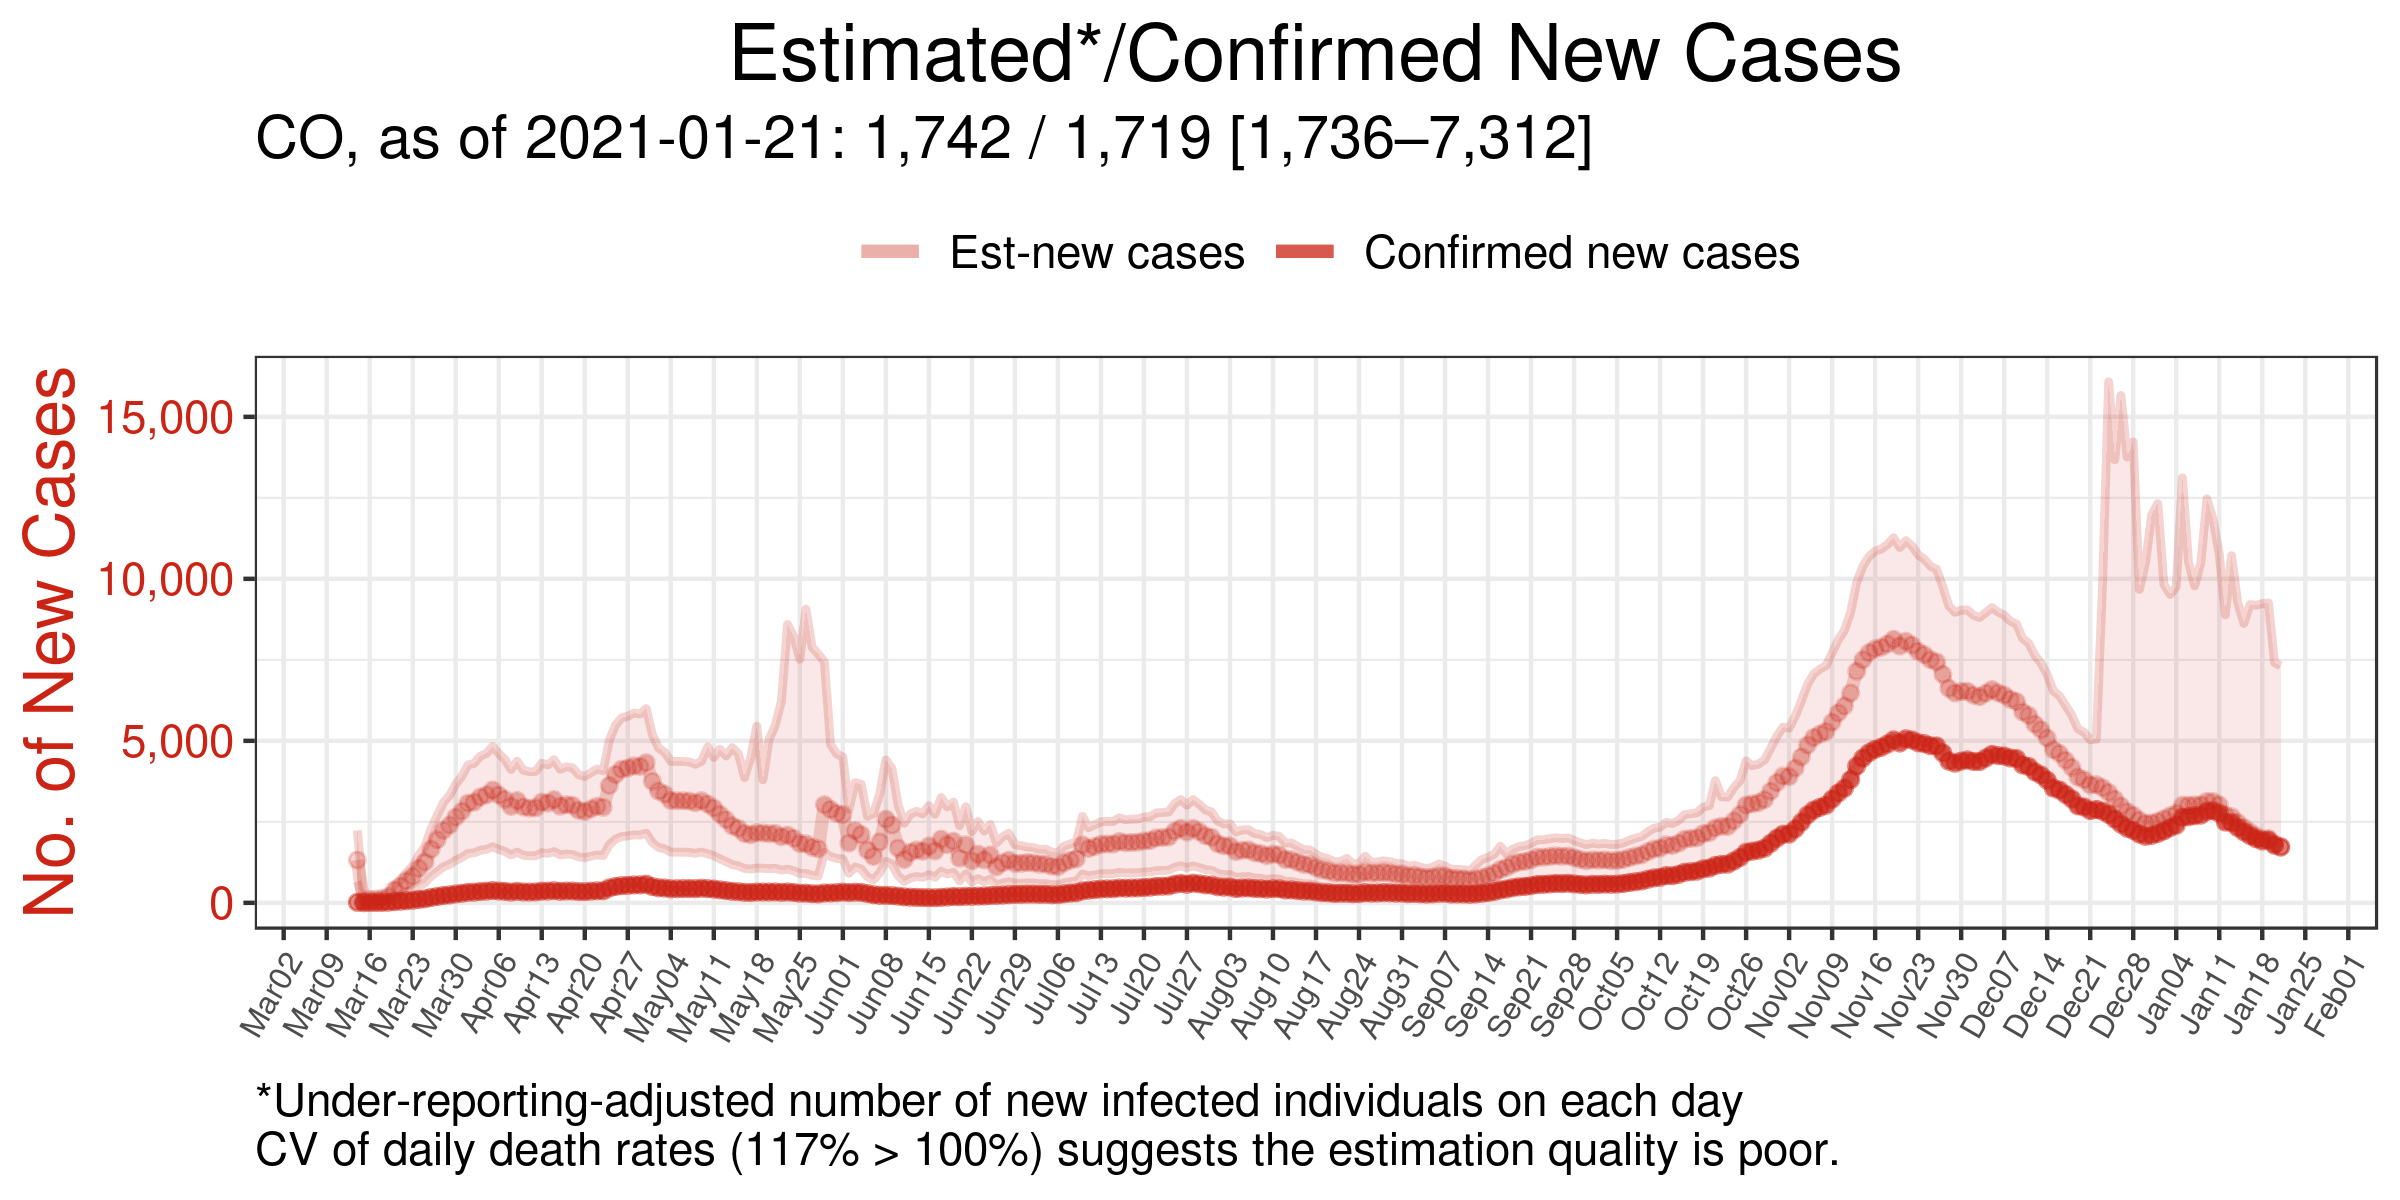 Estimated*/Confirmed New Cases
CO, as of 2021-01-21: 1,742 / 1,719 [1,736–7,312]
Est-new cases Confirmed new cases
No. of New Cases
15,000
10,000
5,000
0
Mar02 Mar09 Mar16 Mar23 Mar30 Apr06 Apr13 Apr20 Apr27 May04 May11 May18 May25 Jun01 Jun08 Jun15 Jun22 Jun29 Jul06 Jul13 Jul20 Jul27 Aug03 Aug10 Aug17 Aug24 Aug31 Sep07 Sep14 Sep21 Sep28 Oct05 Oct12 Oct19 Oct26 Nov02 Nov09 Nov16 Nov23 Nov30 Dec07 Dec14 Dec21 Dec28 Jan04 Jan11 Jan18 Jan25 Feb01
*Under-reporting-adjusted number of new infected individuals on each day
CV of daily death rates (117% > 100%) suggests the estimation quality is poor.